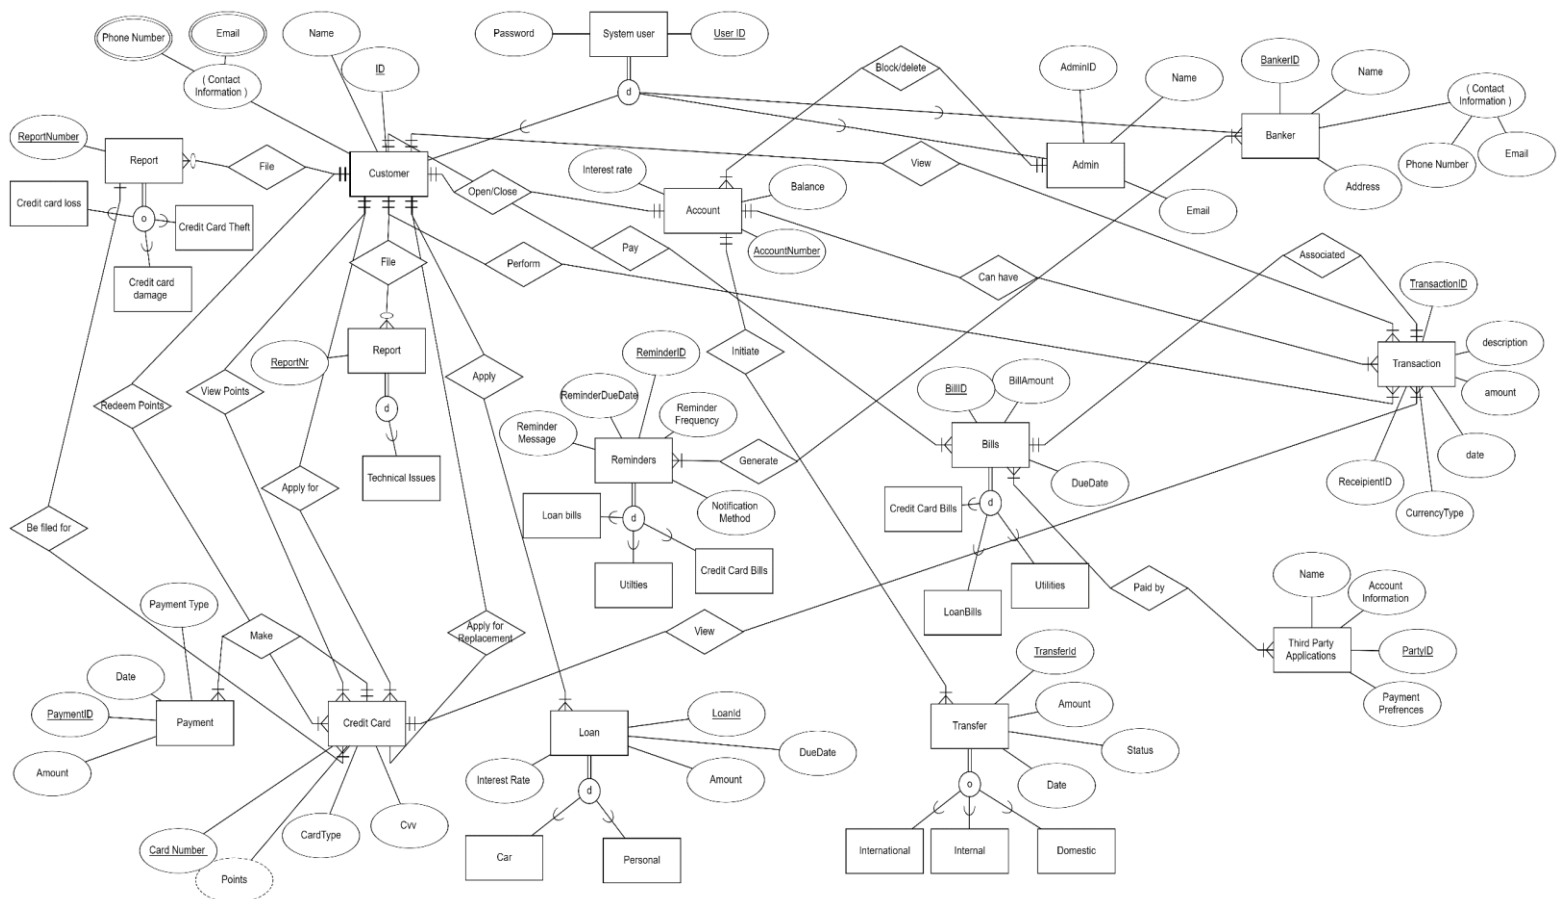 Phone Number
Email
Name
ID
( Contact
Information )
Password
System user
User ID
d
Block/delete
AdminID
Name
BankerID
Name
( Contact
Information )
Banker
Phone Number
Email
Address
Admin
Email
ReportNumber
Report
File
Customer
Open/Close
Interest rate
Account
Balance
AccountNumber
View
Credit card loss
o
Credit Card Theft
Credit card
damage
File
Perform
Pay
Can have
Associated
TransactionID
description
Transaction
amount
date
ReceipientID
CurrencyType
ReportNr
Report
d
Technical Issues
Redeem Points
View Points
Apply
Apply for
Initiate
ReminderID
ReminderDueDate
Reminder
Frequency
Reminder
Message
Reminders
Generate
Notification
Method
Loan bills
d
Utilties
Credit Card Bills
BillID
BillAmount
Bills
DueDate
Credit Card Bills
d
LoanBills
Utilities
Paid by
Name
Account
Information
Third Party
Applications
PartyID
Payment
Prefrences
Be filed for
Payment Type
Make
Date
PaymentID
Payment
Amount
Credit Card
Apply for
Replacement
View
Card Number
Points
CardType
Cvv
Loan
LoanId
DueDate
Amount
Interest Rate
d
Car
Personal
TransferId
Amount
Transfer
Status
Date
o
International
Internal
Domestic